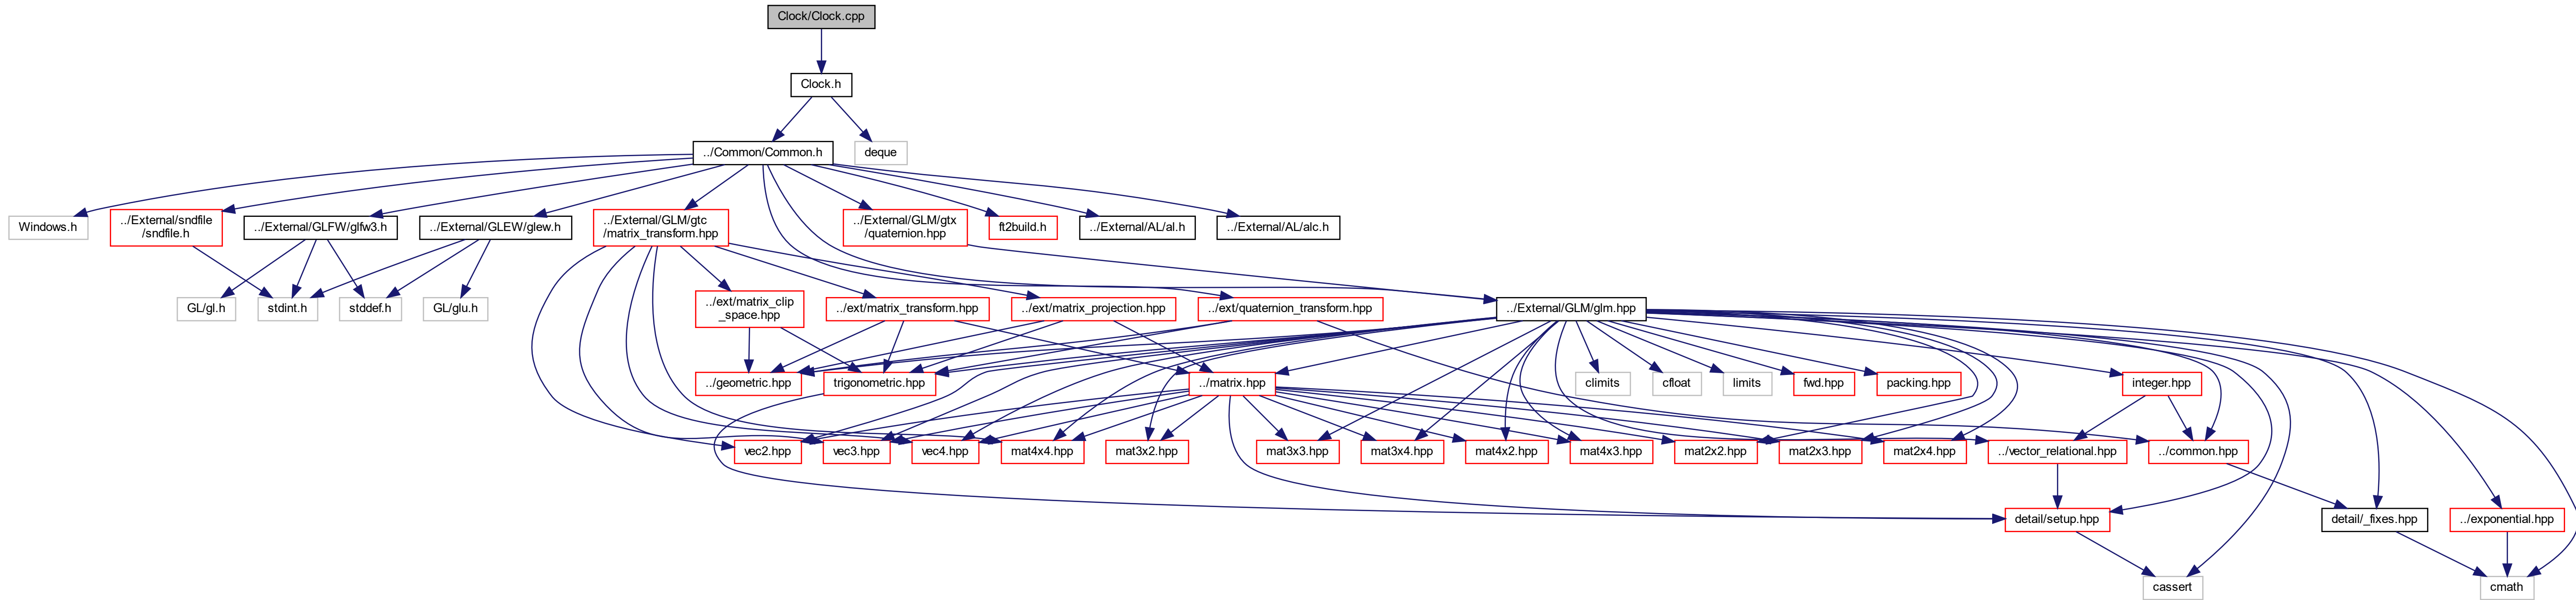 Clock/Clock.cpp
Clock.h
../Common/Common.h
deque
Windows.h
../External/sndfile
/sndfile.h
../External/GLFW/glfw3.h
../External/GLEW/glew.h
../External/GLM/gtc
/matrix_transform.hpp
../External/GLM/gtx
/quaternion.hpp
ft2build.h
../External/AL/al.h
../External/AL/alc.h
GL/gl.h
stdint.h
stddef.h
GL/glu.h
../ext/matrix_clip
_space.hpp
../ext/matrix_transform.hpp
../ext/matrix_projection.hpp
../ext/quaternion_transform.hpp
../External/GLM/glm.hpp
../geometric.hpp
trigonometric.hpp
../matrix.hpp
climits
cfloat
limits
fwd.hpp
packing.hpp
integer.hpp
vec2.hpp
vec3.hpp
vec4.hpp
mat4x4.hpp
mat3x2.hpp
mat3x3.hpp
mat3x4.hpp
mat4x2.hpp
mat4x3.hpp
mat2x2.hpp
mat2x3.hpp
mat2x4.hpp
../vector_relational.hpp
../common.hpp
detail/setup.hpp
detail/_fixes.hpp
../exponential.hpp
cassert
cmath